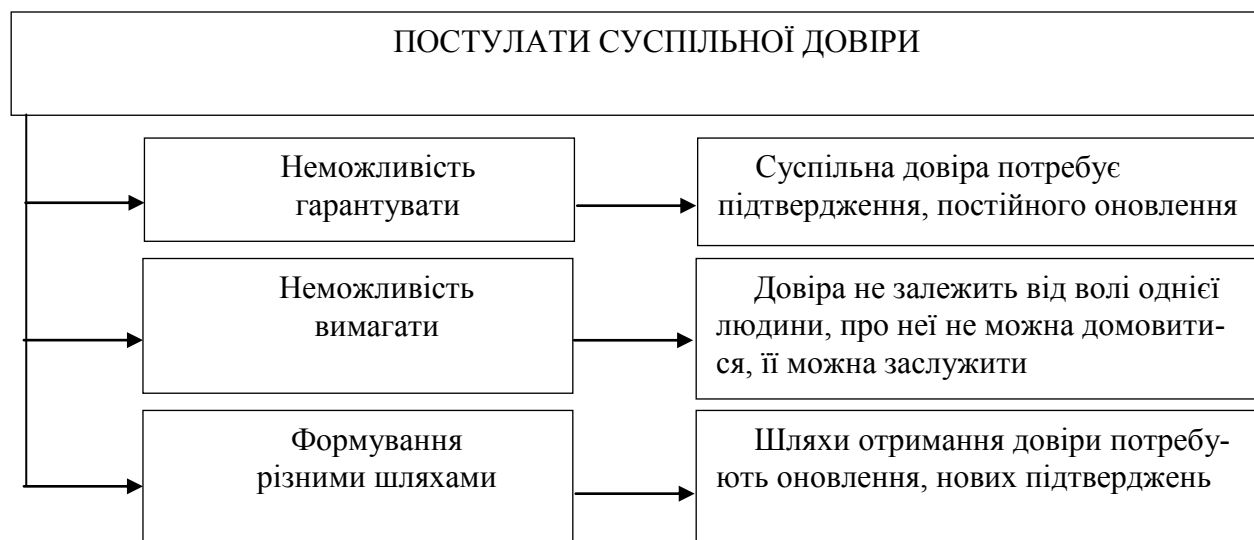 ПОСТУЛАТИ СУСПІЛЬНОЇ ДОВІРИ
Неможливість
гарантувати
Суспільна довіра потребує
підтвердження, постійного оновлення
Неможливість
вимагати
Довіра не залежить від волі однієї
людини, про неї не можна домовити-
ся, її можна заслужити
Формування
різними шляхами
Шляхи отримання довіри потребу-
ють оновлення, нових підтверджень